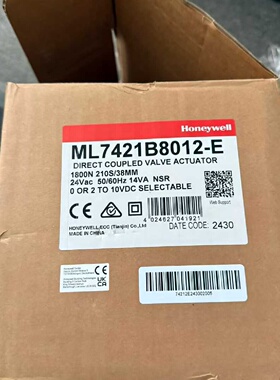 Honeywell
ML7421B8012-E
DIRECT COUPLED VALVE ACTUATOR
1800N 210S/38MM
24Vac 50/60Hz 14VA NSR
0 OR 2 TO 10VDC SELECTABLE
Web Support
4 024627 041921
HONEYWELL/ECC (Tianjin) Co.,Ltd
MADE IN CHINA
DATE CODE: 2430
UK
CA